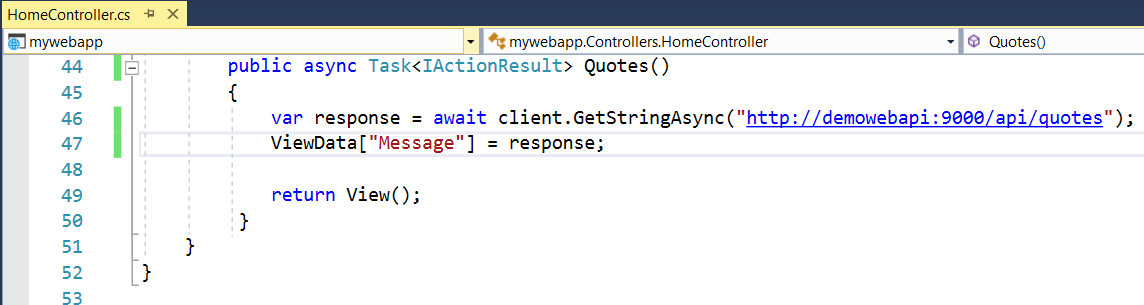 HomeController.cs
mywebapp mywebapp.Controllers.HomeController Quotes()
44 public async Task<IActionResult> Quotes()
45 {
46 var response = await client.GetStringAsync("http://demowebapi:9000/api/quotes");
47 ViewData["Message"] = response;
48
49 return View();
50 }
51 }
52 }
53